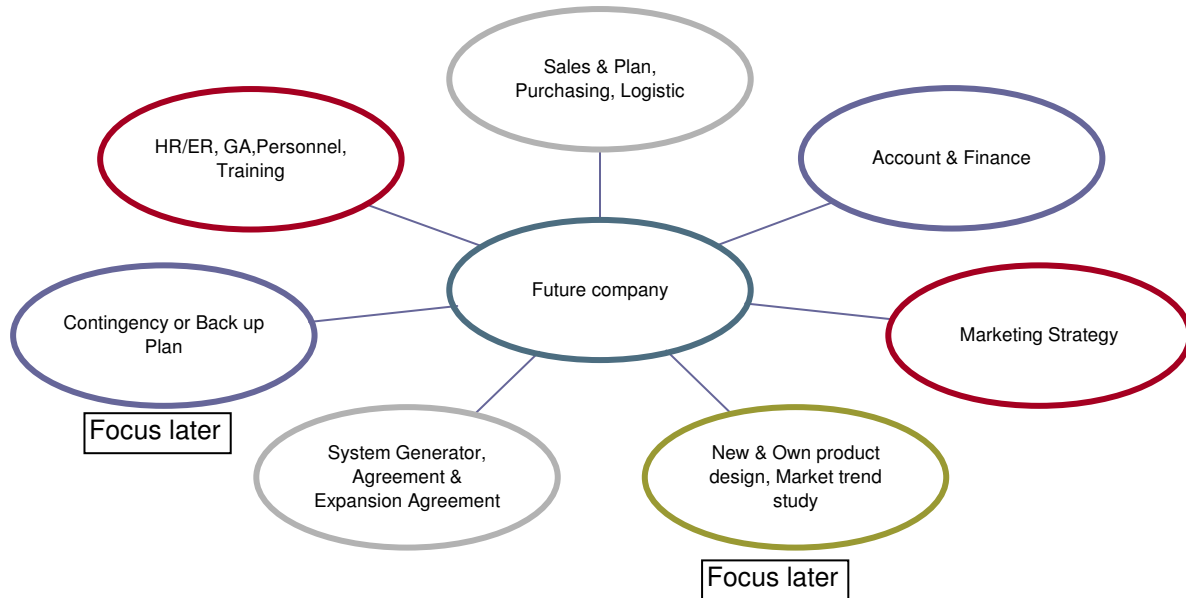 Sales & Plan,
Purchasing, Logistic
HR/ER, GA,Personnel,
Training
Account & Finance
Future company
Contingency or Back up
Plan
Marketing Strategy
Focus later
System Generator,
Agreement &
Expansion Agreement
New & Own product
design, Market trend
study
Focus later